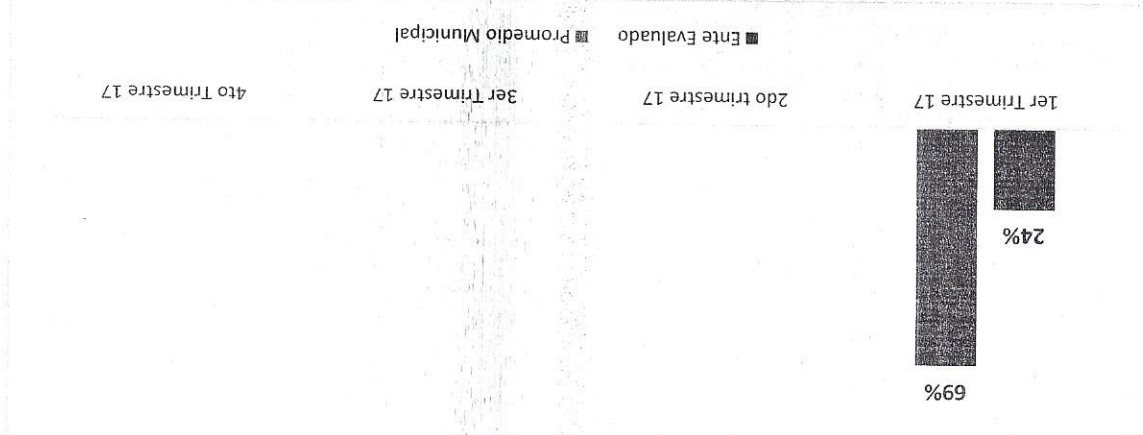 69%
24%
1er Trimestre 17
2do trimestre 17
3er Trimestre 17
4to Trimestre 17
Ente Evaluado
Promedio Municipal